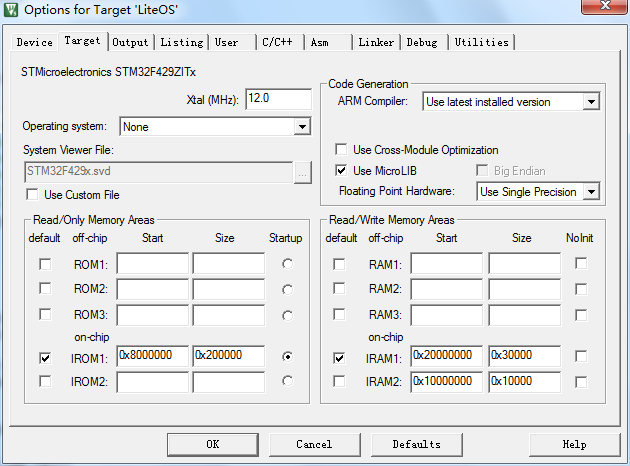 Options for Target 'LiteOS'
Device Target Output Listing User C/C++ Asm Linker Debug Utilities
STMicroelectronics STM32F429ZITx
Xtal (MHz): 12.0
Operating system: None
System Viewer File:
STM32F429x.svd ...
Use Custom File
Code Generation
ARM Compiler: Use latest installed version
Use Cross-Module Optimization
Use MicroLIB Big Endian
Floating Point Hardware: Use Single Precision
Read/Only Memory Areas
default off-chip Start Size Startup
ROM1:
ROM2:
ROM3:
on-chip
IROM1: 0x8000000 0x200000
IROM2:
Read/Write Memory Areas
default off-chip Start Size NoInit
RAM1:
RAM2:
RAM3:
on-chip
IRAM1: 0x20000000 0x30000
IRAM2: 0x10000000 0x10000
OK Cancel Defaults Help